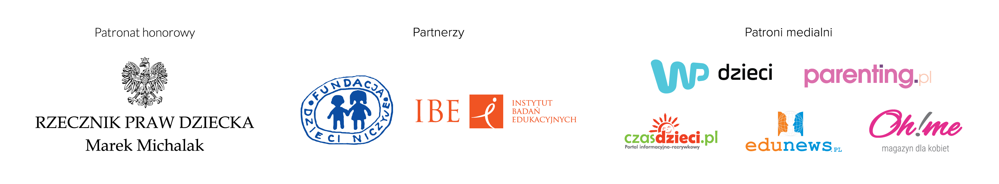 Patronat honorowy
RZECZNIK PRAW DZIECKA
Marek Michalak
Partnerzy
FUNDACJA
DZIECI NICZYJE
IBE
INSTYTUT
BADAŃ
EDUKACYJNYCH
Patroni medialni
WP dzieci
parenting.pl
czasdzieci.pl
Portal informacyjno-rozrywkowy
edunews.PL
Oh!me
magazyn dla kobiet